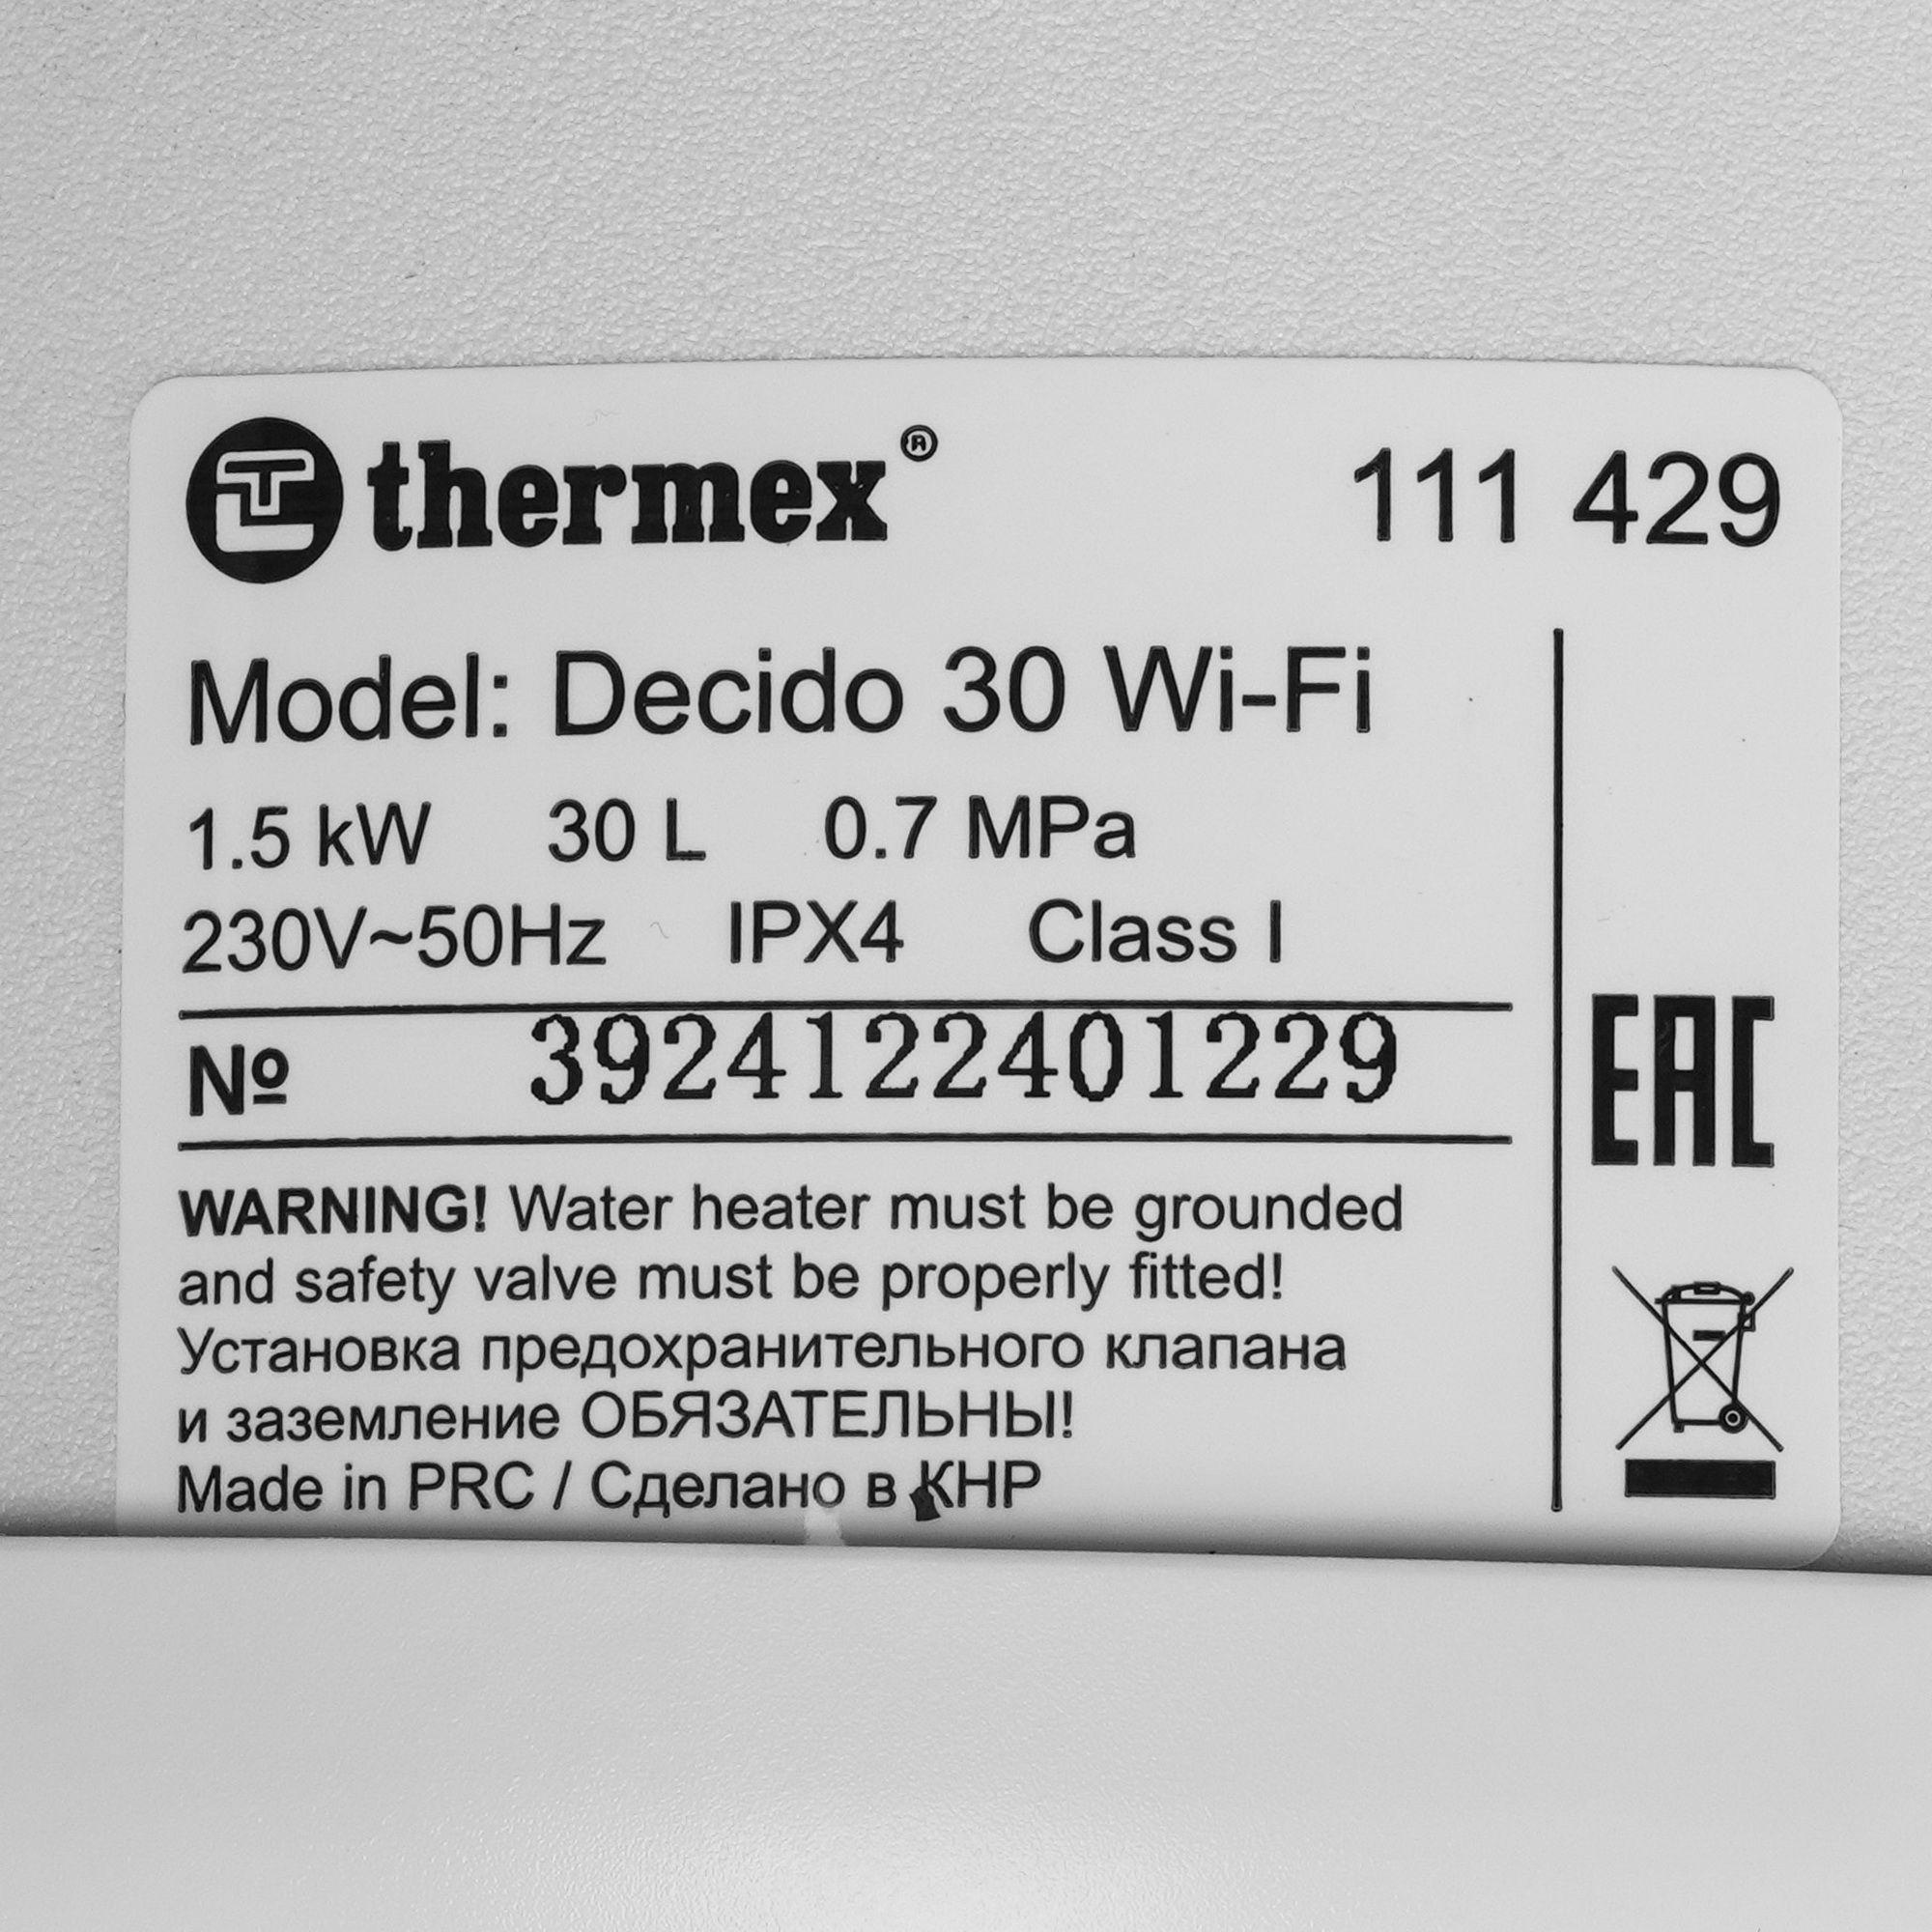 thermex® 111 429
Model: Decido 30 Wi-Fi
1.5 kW 30 L 0.7 MPa
230V~50Hz IPX4 Class I
№ 3924122401229
EAC
WARNING! Water heater must be grounded
and safety valve must be properly fitted!
Установка предохранительного клапана
и заземление ОБЯЗАТЕЛЬНЫ!
Made in PRC / Сделано в КНР